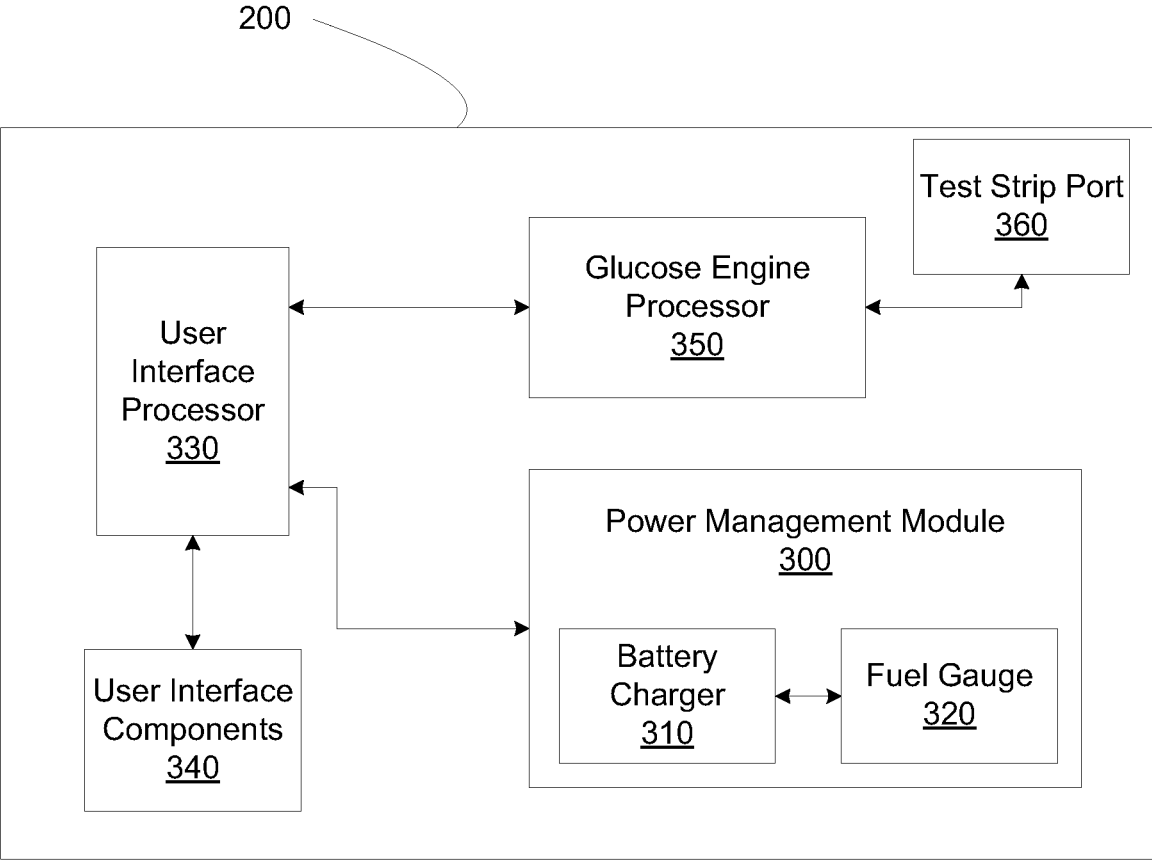 200
Test Strip Port
360
Glucose Engine
Processor
350
User
Interface
Processor
330
Power Management Module
300
Battery
Charger
310
Fuel Gauge
320
User Interface
Components
340